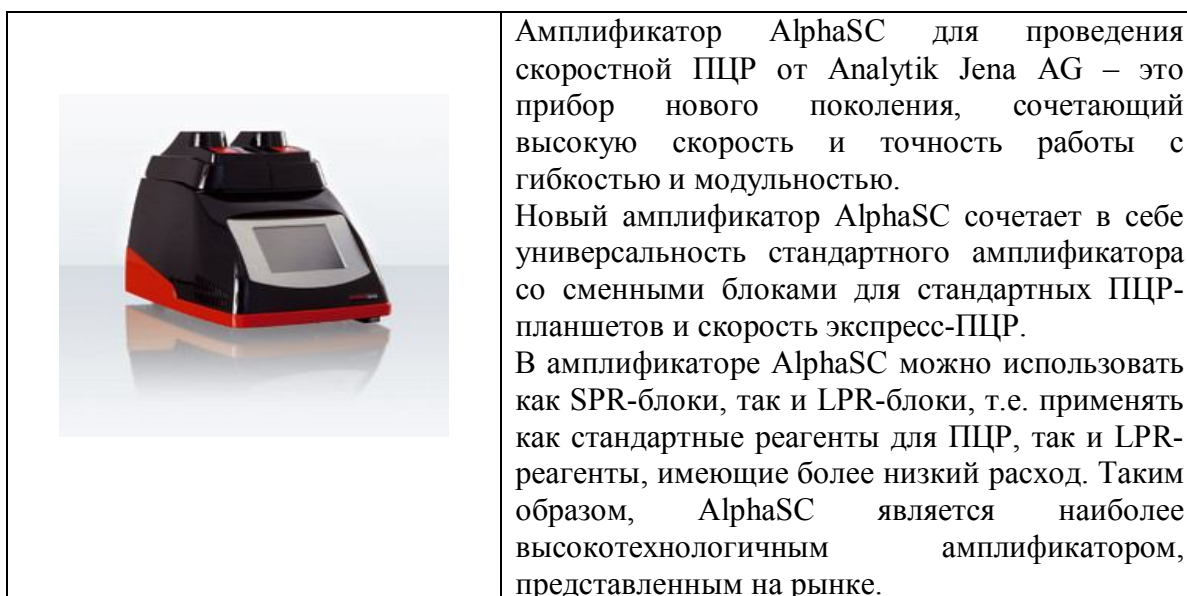 Амплификатор AlphaSC для проведения
скоростной ПЦР от Analytik Jena AG – это
прибор нового поколения, сочетающий
высокую скорость и точность работы с
гибкостью и модульностью.
Новый амплификатор AlphaSC сочетает в себе
универсальность стандартного амплификатора
со сменными блоками для стандартных ПЦР-
планшетов и скорость экспресс-ПЦР.
В амплификаторе AlphaSC можно использовать
как SPR-блоки, так и LPR-блоки, т.е. применять
как стандартные реагенты для ПЦР, так и LPR-
реагенты, имеющие более низкий расход. Таким
образом, AlphaSC является наиболее
высокотехнологичным амплификатором,
представленным на рынке.